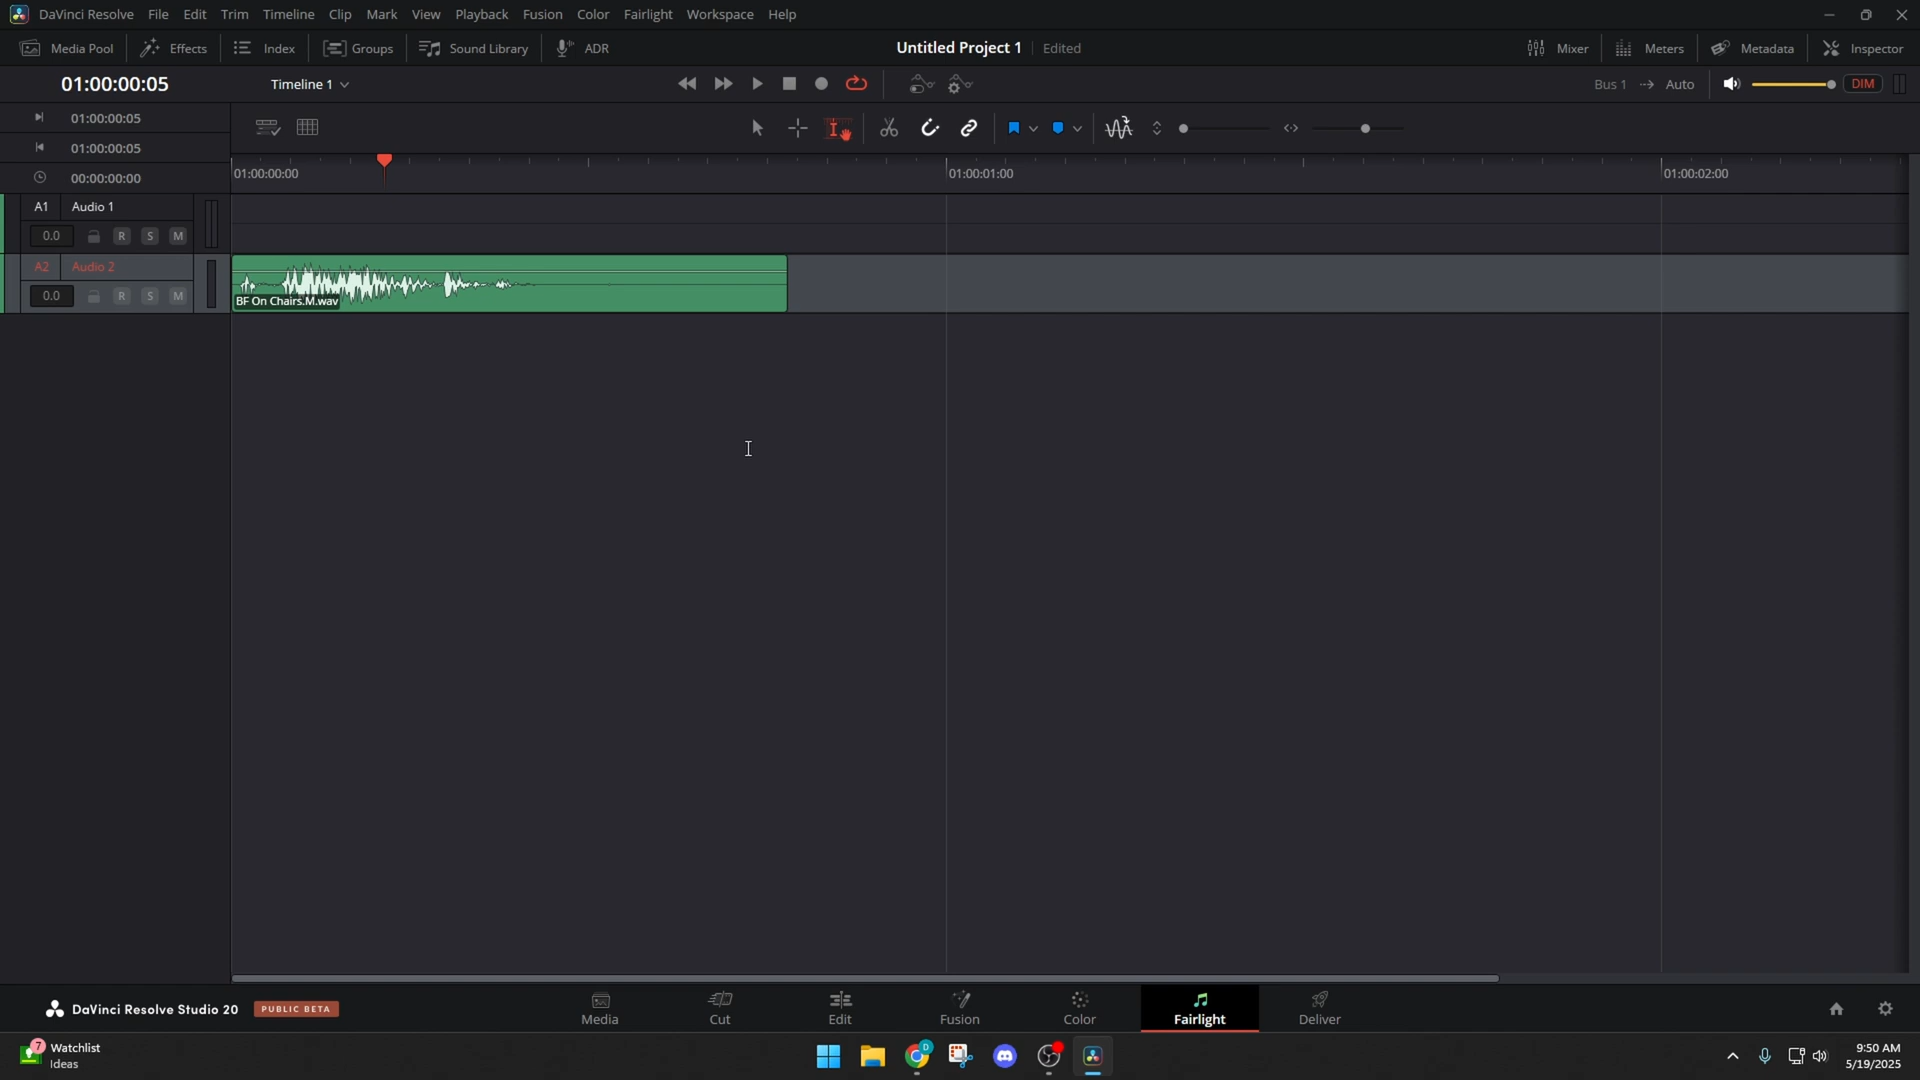 DaVinci Resolve File Edit Trim Timeline Clip Mark View Playback Fusion Color Fairlight Workspace Help
Media Pool Effects Index Groups Sound Library ADR Untitled Project 1 Edited Mixer Meters Metadata Inspector
01:00:00:05 Timeline 1 Bus 1 Auto DIM
01:00:00:05
01:00:00:05
01:00:00:00 01:00:01:00 01:00:02:00
00:00:00:00
A1 Audio 1
0.0 R S M
A2 Audio 2
0.0 R S M
BF On Chairs.M.wav
DaVinci Resolve Studio 20 PUBLIC BETA
Media Cut Edit Fusion Color Fairlight Deliver
7 Watchlist
Ideas
D
9:50 AM
5/19/2025